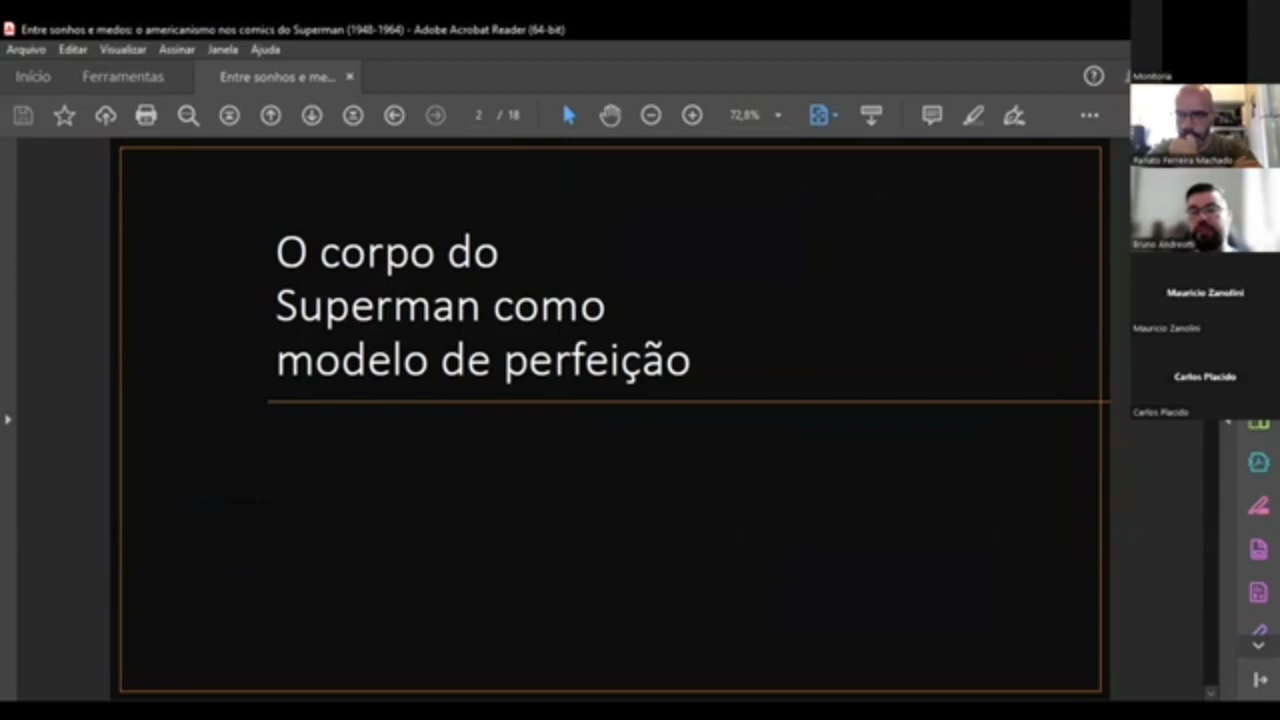 Entre sonhos e medos: o americanismo nos comics do Superman (1948-1964) - Adobe Acrobat Reader (64-bit)
Arquivo Editar Visualizar Assinar Janela Ajuda
Início Ferramentas Entre sonhos e me... ×
2 / 18 72,8%
O corpo do
Superman como
modelo de perfeição
Monitoria
Renato Ferreira Machado
Bruno Andreotti
Mauricio Zanolini
Mauricio Zanolini
Carlos Placido
Carlos Placido